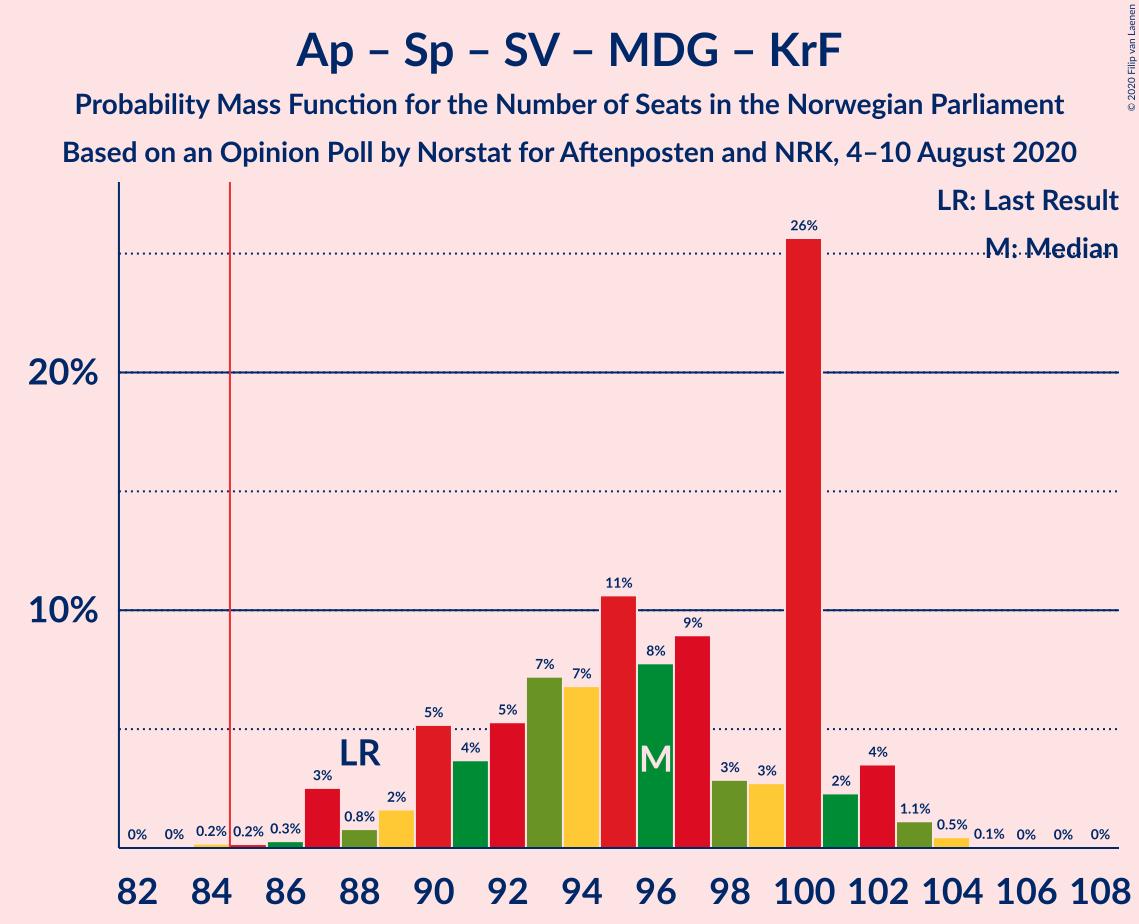 Ap – Sp – SV – MDG – KrF
Probability Mass Function for the Number of Seats in the Norwegian Parliament
Based on an Opinion Poll by Norstat for Aftenposten and NRK, 4–10 August 2020
© 2020 Filip van Laenen
LR: Last Result
M: Median
26%
20%
11%
10%
9%
8%
7%
7%
5%
5%
4%
LR
M
3%
3%
3%
4%
2%
2%
0.8%
1.1%
0% 0% 0.2% 0.2% 0.3%
0.5% 0.1% 0% 0% 0%
82 84 86 88 90 92 94 96 98 100 102 104 106 108